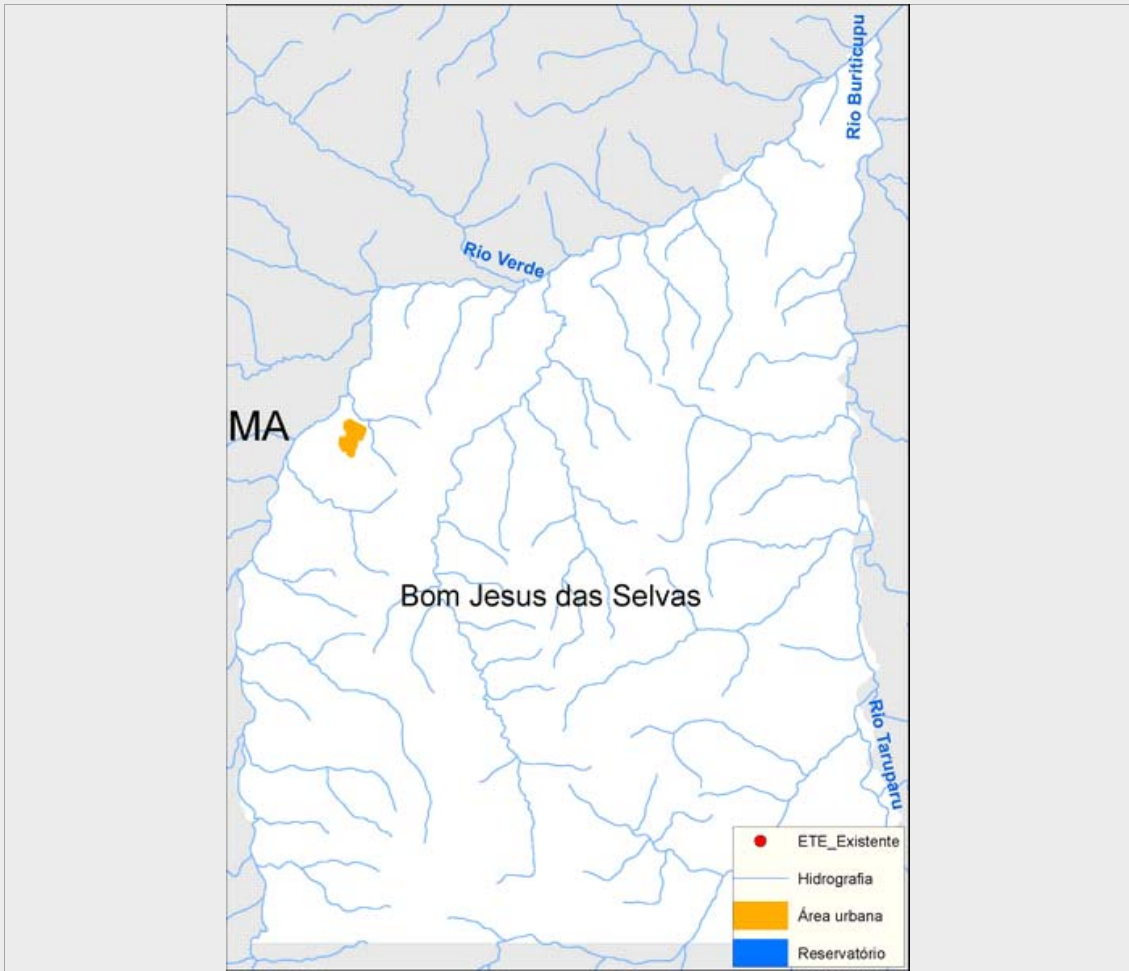 Rio Buriticupu
Rio Verde
MA
Bom Jesus das Selvas
Rio Taruparu
ETE_Existente
Hidrografia
Área urbana
Reservatório